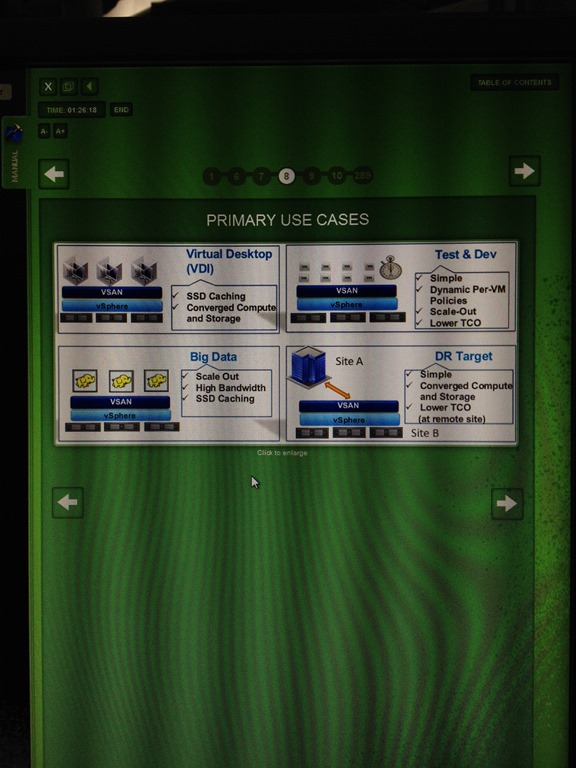 TABLE OF CONTENTS
X
TIME: 01:26:18 END
A- A+
MANUAL
1 6 7 8 9 10 289
PRIMARY USE CASES
Virtual Desktop
(VDI)
VSAN
vSphere
✓ SSD Caching
✓ Converged Compute
and Storage
Test & Dev
VSAN
vSphere
✓ Simple
✓ Dynamic Per-VM
Policies
✓ Scale-Out
✓ Lower TCO
Big Data
VSAN
vSphere
✓ Scale Out
✓ High Bandwidth
✓ SSD Caching
Site A
DR Target
VSAN
vSphere
Site B
✓ Simple
✓ Converged Compute
and Storage
✓ Lower TCO
(at remote site)
Click to enlarge